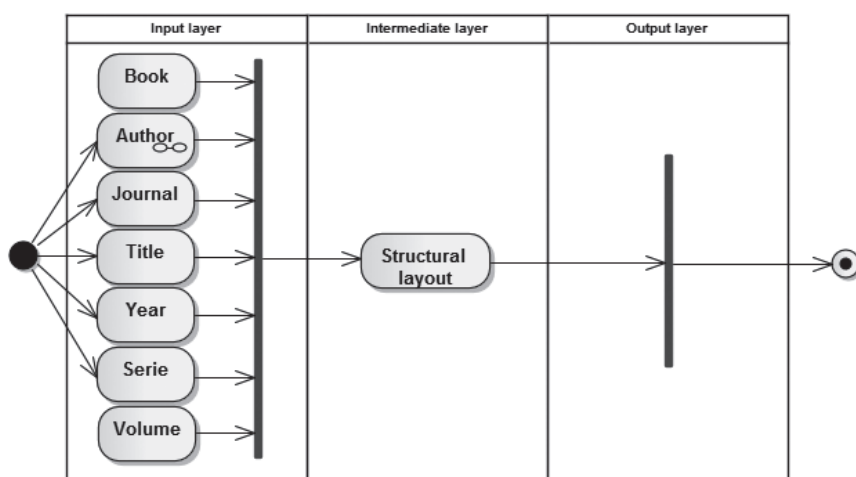 Input layer
Intermediate layer
Output layer
Book
Author
Journal
Title
Year
Serie
Volume
Structural
layout